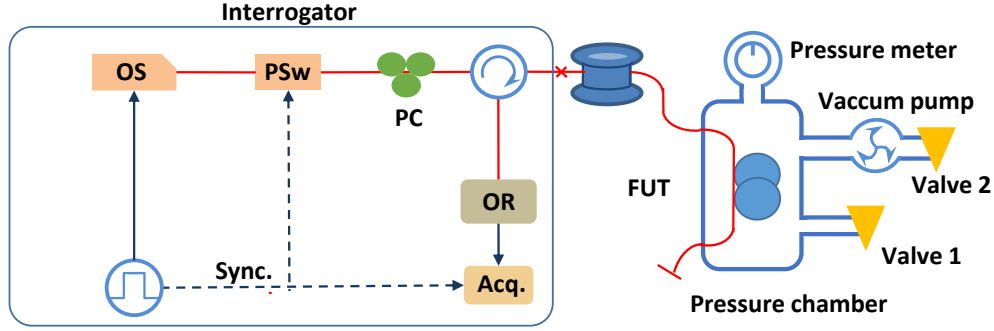 Interrogator
OS
PSw
PC
OR
Acq.
Sync.
FUT
Pressure meter
Vaccum pump
Valve 2
Valve 1
Pressure chamber